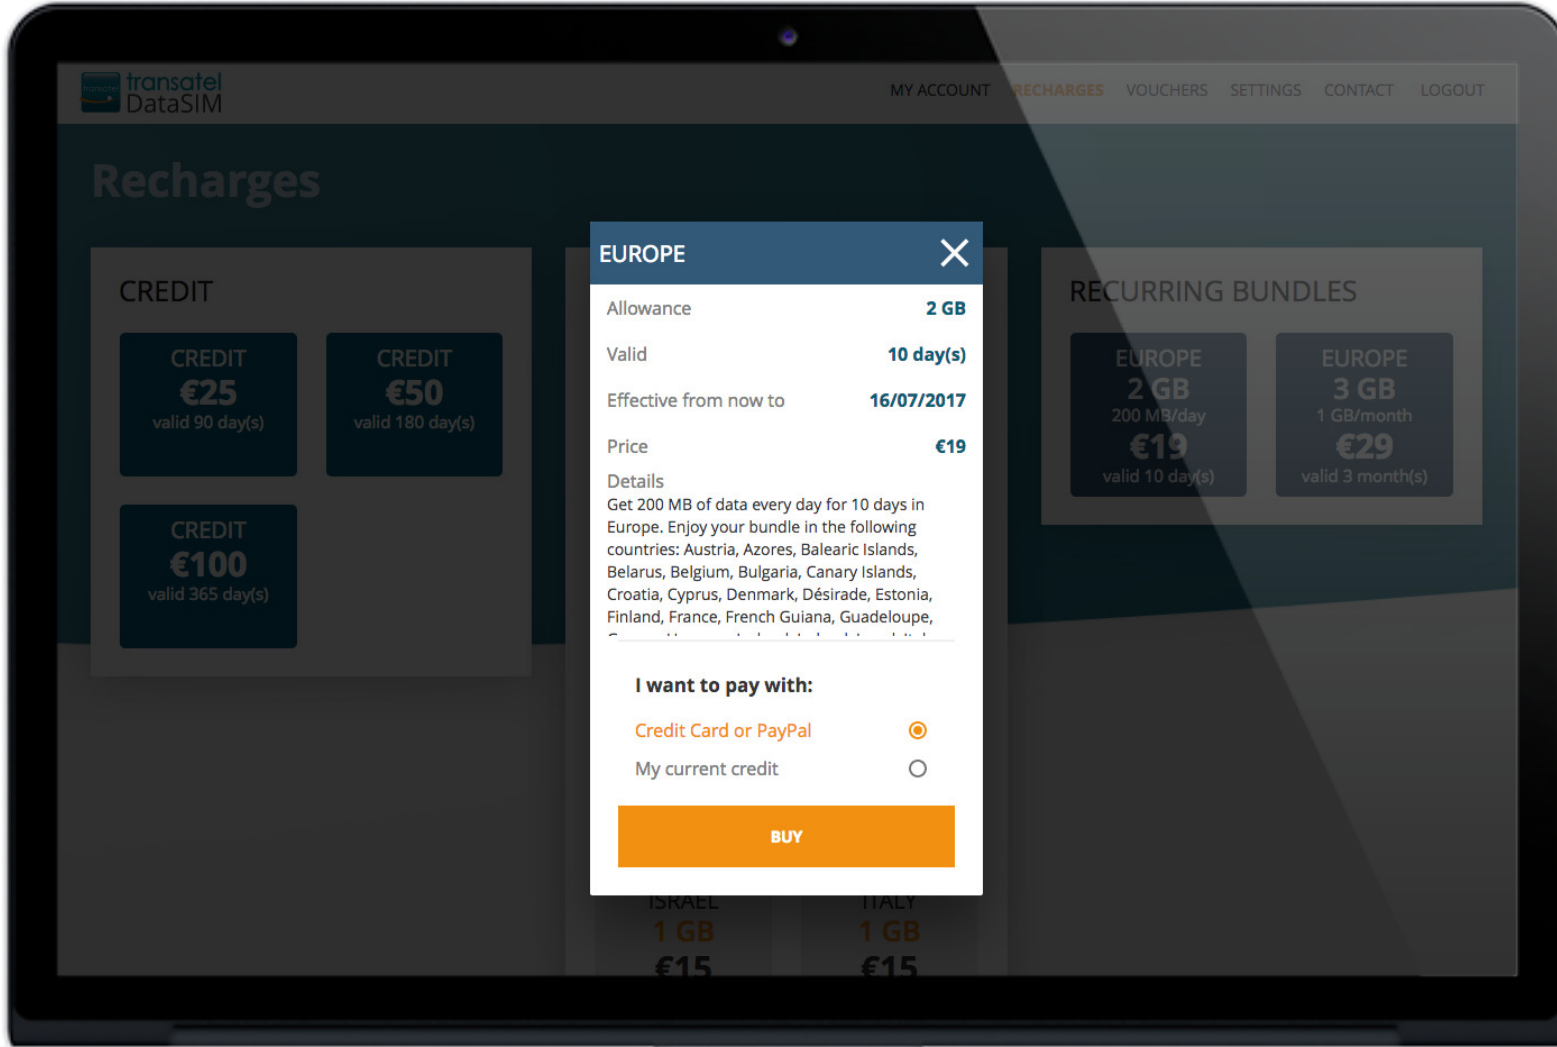 transatel
DataSIM
MY ACCOUNT RECHARGES VOUCHERS SETTINGS CONTACT LOGOUT
Recharges
CREDIT
CREDIT
€25
valid 90 day(s)
CREDIT
€50
valid 180 day(s)
CREDIT
€100
valid 365 day(s)
EUROPE
Allowance 2 GB
Valid 10 day(s)
Effective from now to 16/07/2017
Price €19
Details
Get 200 MB of data every day for 10 days in
Europe. Enjoy your bundle in the following
countries: Austria, Azores, Balearic Islands,
Belarus, Belgium, Bulgaria, Canary Islands,
Croatia, Cyprus, Denmark, Désirade, Estonia,
Finland, France, French Guiana, Guadeloupe,
I want to pay with:
Credit Card or PayPal
My current credit
BUY
ISRAEL
1 GB
€15
ITALY
1 GB
€15
RECURRING BUNDLES
EUROPE
2 GB
200 MB/day
€19
valid 10 day(s)
EUROPE
3 GB
1 GB/month
€29
valid 3 month(s)